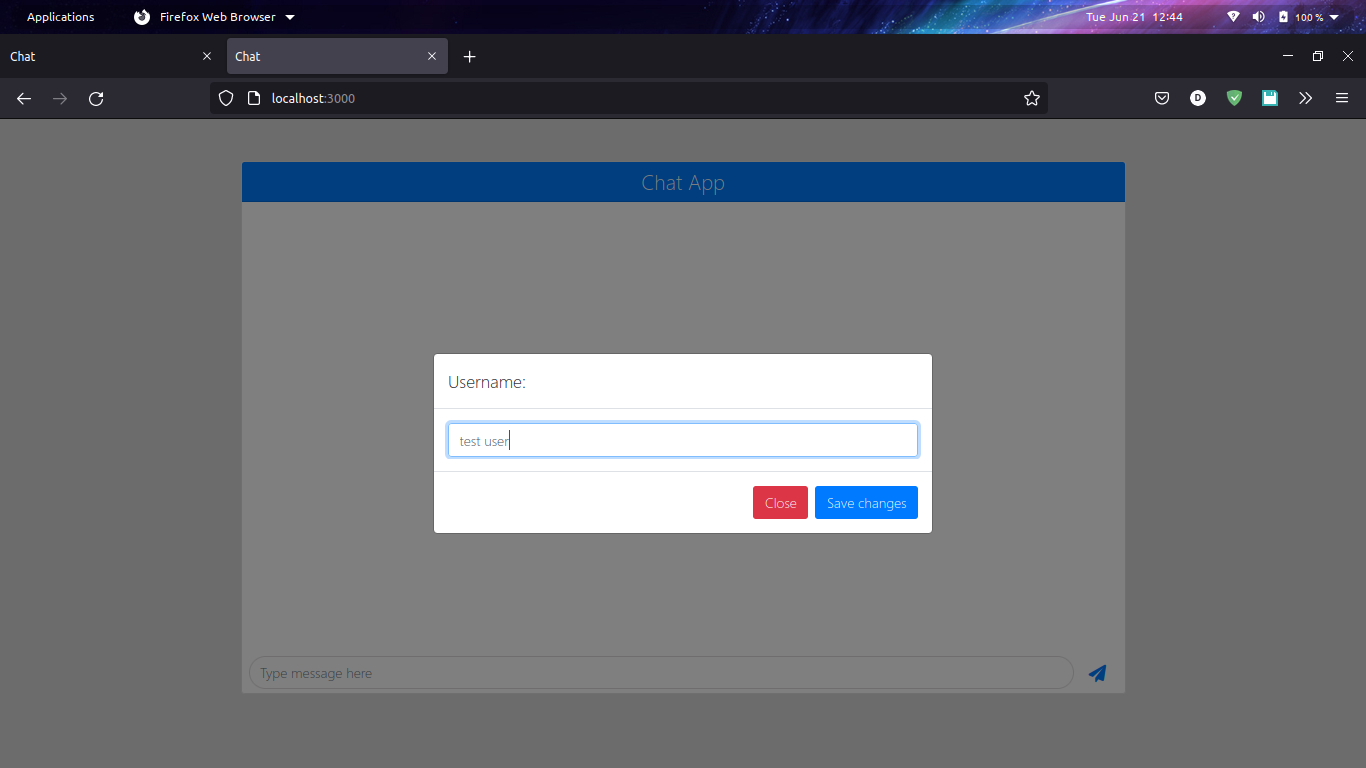 Applications Firefox Web Browser Tue Jun 21 12:44 100 %
Chat Chat
localhost:3000 D
Chat App
Username:
test user
Close Save changes
Type message here